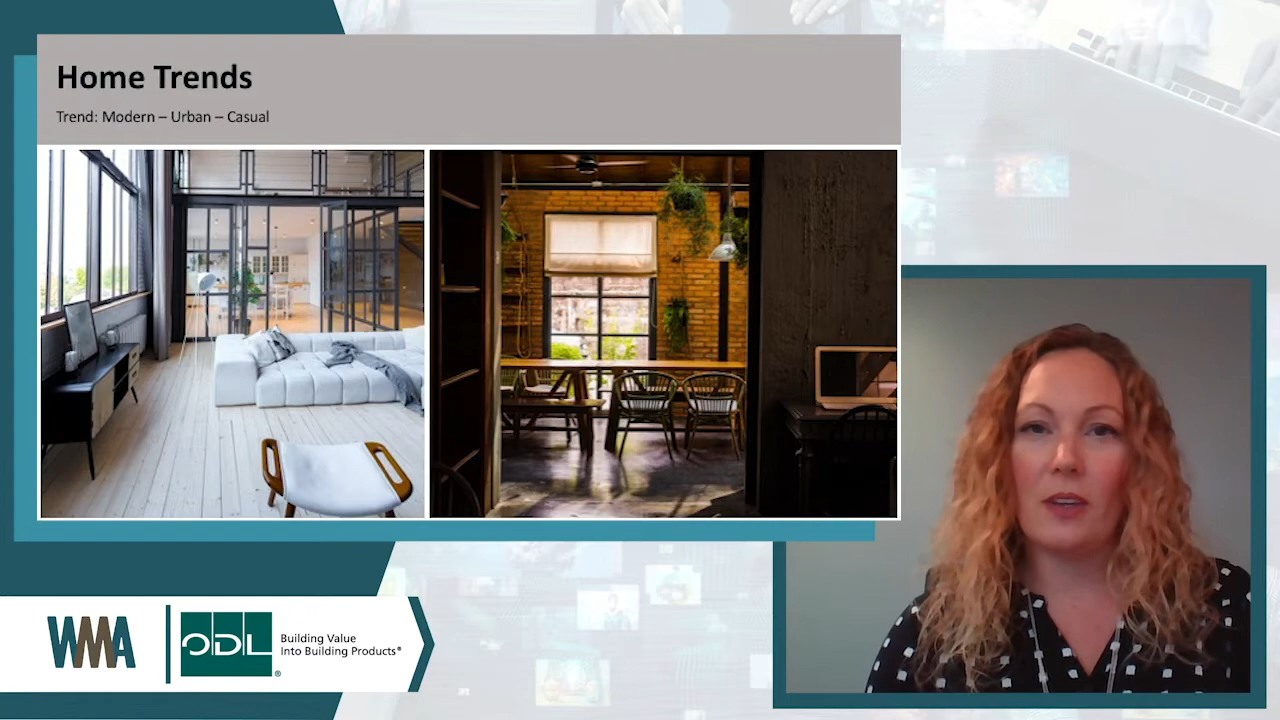 Home Trends
Trend: Modern – Urban – Casual
WMA
ODL
®
Building Value
Into Building Products®